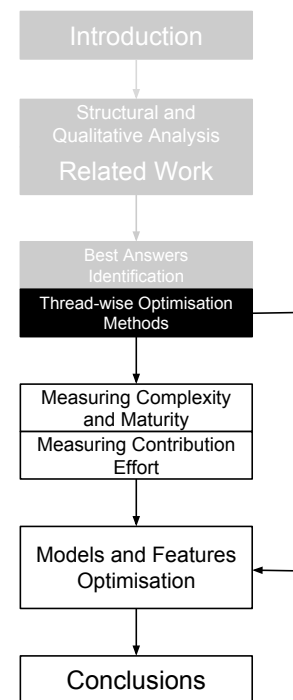 Introduction
Structural and
Qualitative Analysis
Related Work
Best Answers
Identification
Thread-wise Optimisation
Methods
Measuring Complexity
and Maturity
Measuring Contribution
Effort
Models and Features
Optimisation
Conclusions